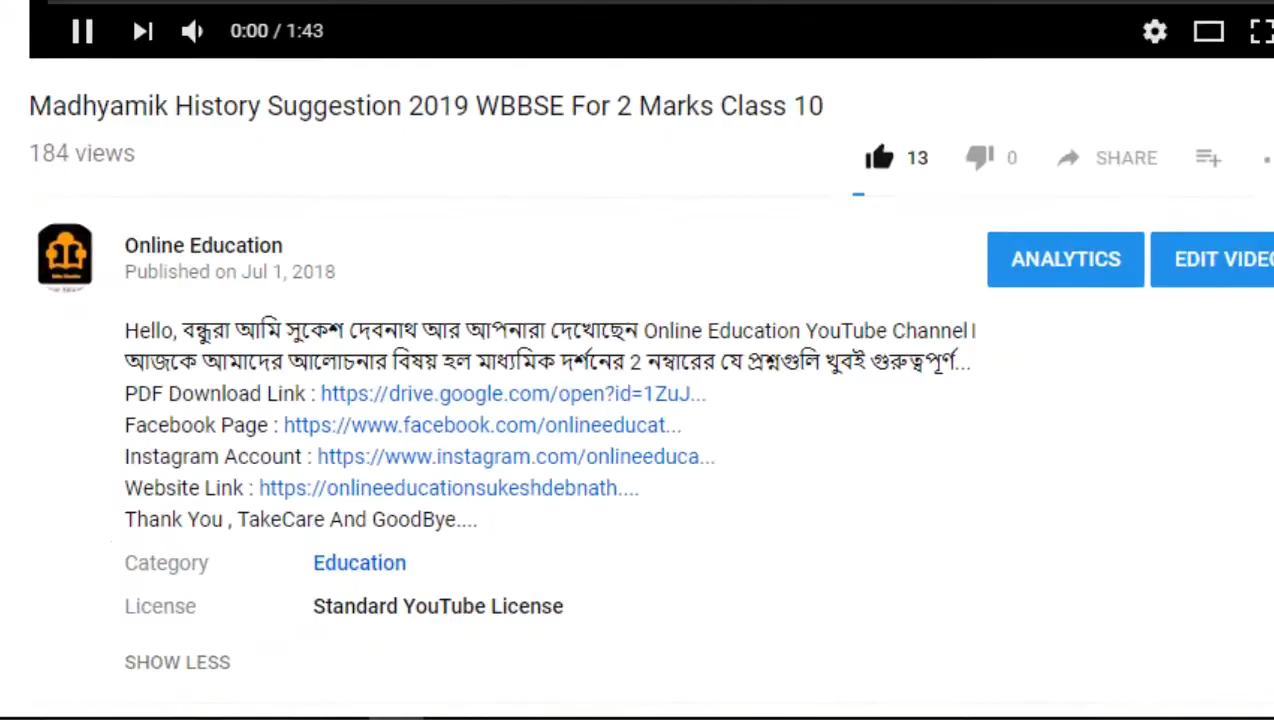 0:00 / 1:43
Madhyamik History Suggestion 2019 WBBSE For 2 Marks Class 10
184 views
13 0 SHARE
Online Education
Published on Jul 1, 2018
ANALYTICS EDIT VIDEO
Hello, বন্ধুরা আমি সুকেশ দেবনাথ আর আপনারা দেখোছেন Online Education YouTube Channel।
আজকে আমাদের আলোচনার বিষয় হল মাধ্যমিক দর্শনের 2 নম্বারের যে প্রশ্নগুলি খুবই গুরুত্বপূর্ণ...
PDF Download Link : https://drive.google.com/open?id=1ZuJ...
Facebook Page : https://www.facebook.com/onlineeducat...
Instagram Account : https://www.instagram.com/onlineeduca...
Website Link : https://onlineeducationsukeshdebnath....
Thank You , TakeCare And GoodBye....
Category Education
License Standard YouTube License
SHOW LESS